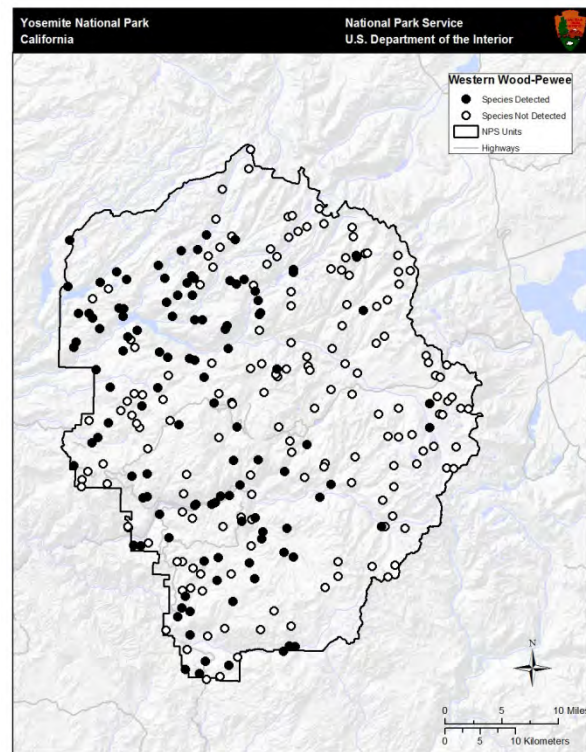 Yosemite National Park
California
National Park Service
U.S. Department of the Interior
Western Wood-Pewee
Species Detected
Species Not Detected
NPS Units
Highways
N
0 5 10 Miles
0 5 10 Kilometers